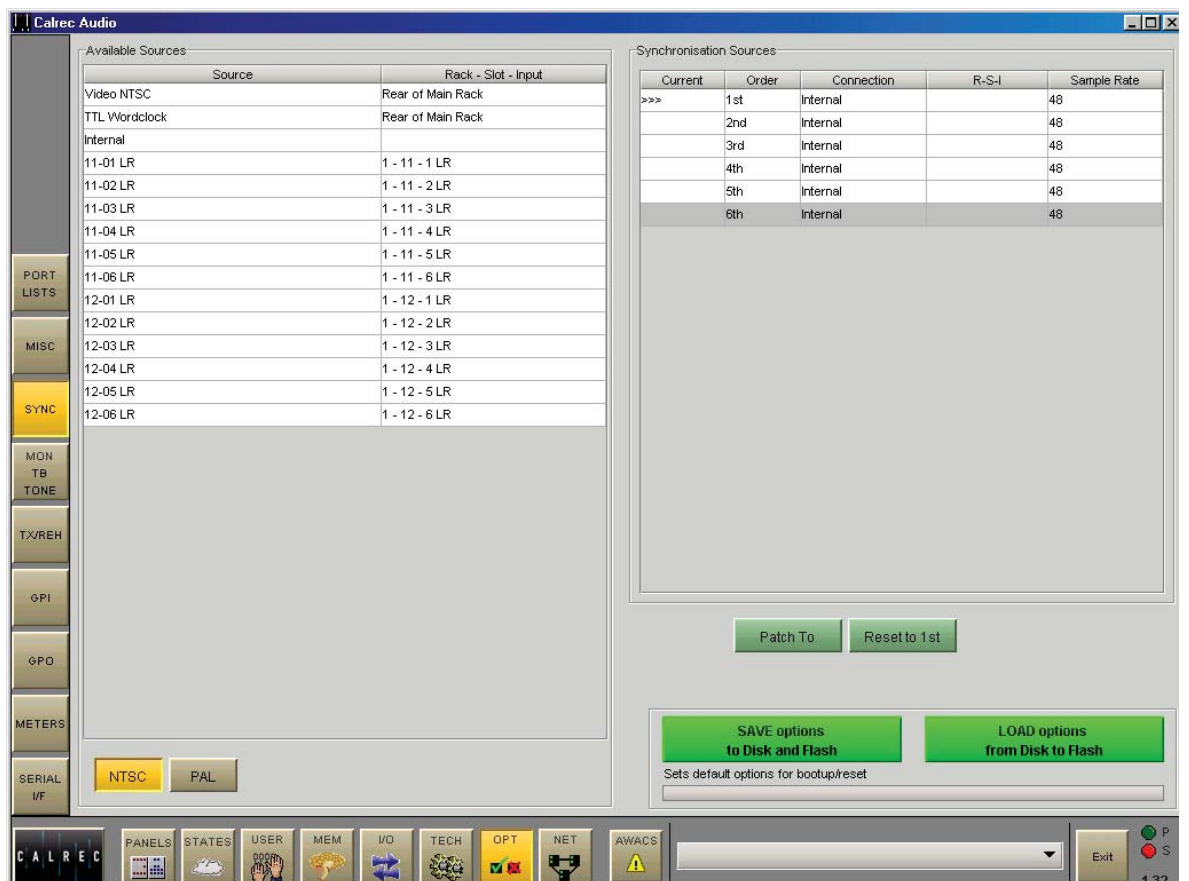 Calrec Audio
Available Sources
Source Rack - Slot - Input
Video NTSC Rear of Main Rack
TTL Wordclock Rear of Main Rack
Internal
11-01 LR 1 - 11 - 1 LR
11-02 LR 1 - 11 - 2 LR
11-03 LR 1 - 11 - 3 LR
11-04 LR 1 - 11 - 4 LR
11-05 LR 1 - 11 - 5 LR
11-06 LR 1 - 11 - 6 LR
12-01 LR 1 - 12 - 1 LR
12-02 LR 1 - 12 - 2 LR
12-03 LR 1 - 12 - 3 LR
12-04 LR 1 - 12 - 4 LR
12-05 LR 1 - 12 - 5 LR
12-06 LR 1 - 12 - 6 LR
Synchronisation Sources
Current Order Connection R-S-I Sample Rate
>>> 1st Internal 48
2nd Internal 48
3rd Internal 48
4th Internal 48
5th Internal 48
6th Internal 48
PORT
LISTS
MISC
SYNC
MON
TB
TONE
TX/REH
GPI
GPO
METERS
SERIAL
I/F
Patch To
Reset to 1st
SAVE options
to Disk and Flash
LOAD options
from Disk to Flash
Sets default options for bootup/reset
NTSC
PAL
CALREC
PANELS
STATES
USER
MEM
I/O
TECH
OPT
NET
AWACS
Exit
P
S
1.32